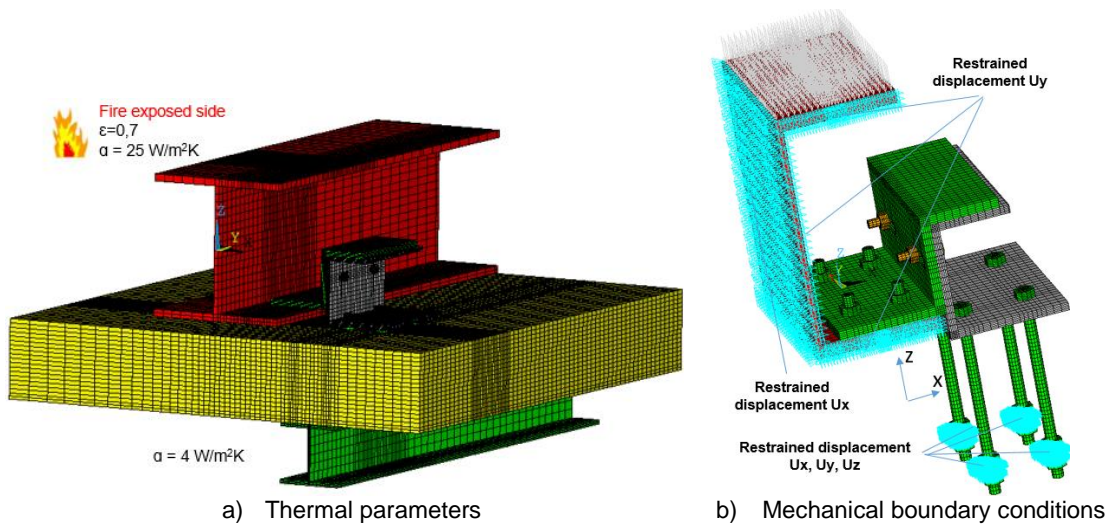 Fire exposed side
ε=0,7
α = 25 W/m²K
Z
Y
α = 4 W/m²K
a) Thermal parameters
Restrained
displacement Uy
Z
X
Restrained
displacement Ux
Restrained displacement
Ux, Uy, Uz
b) Mechanical boundary conditions